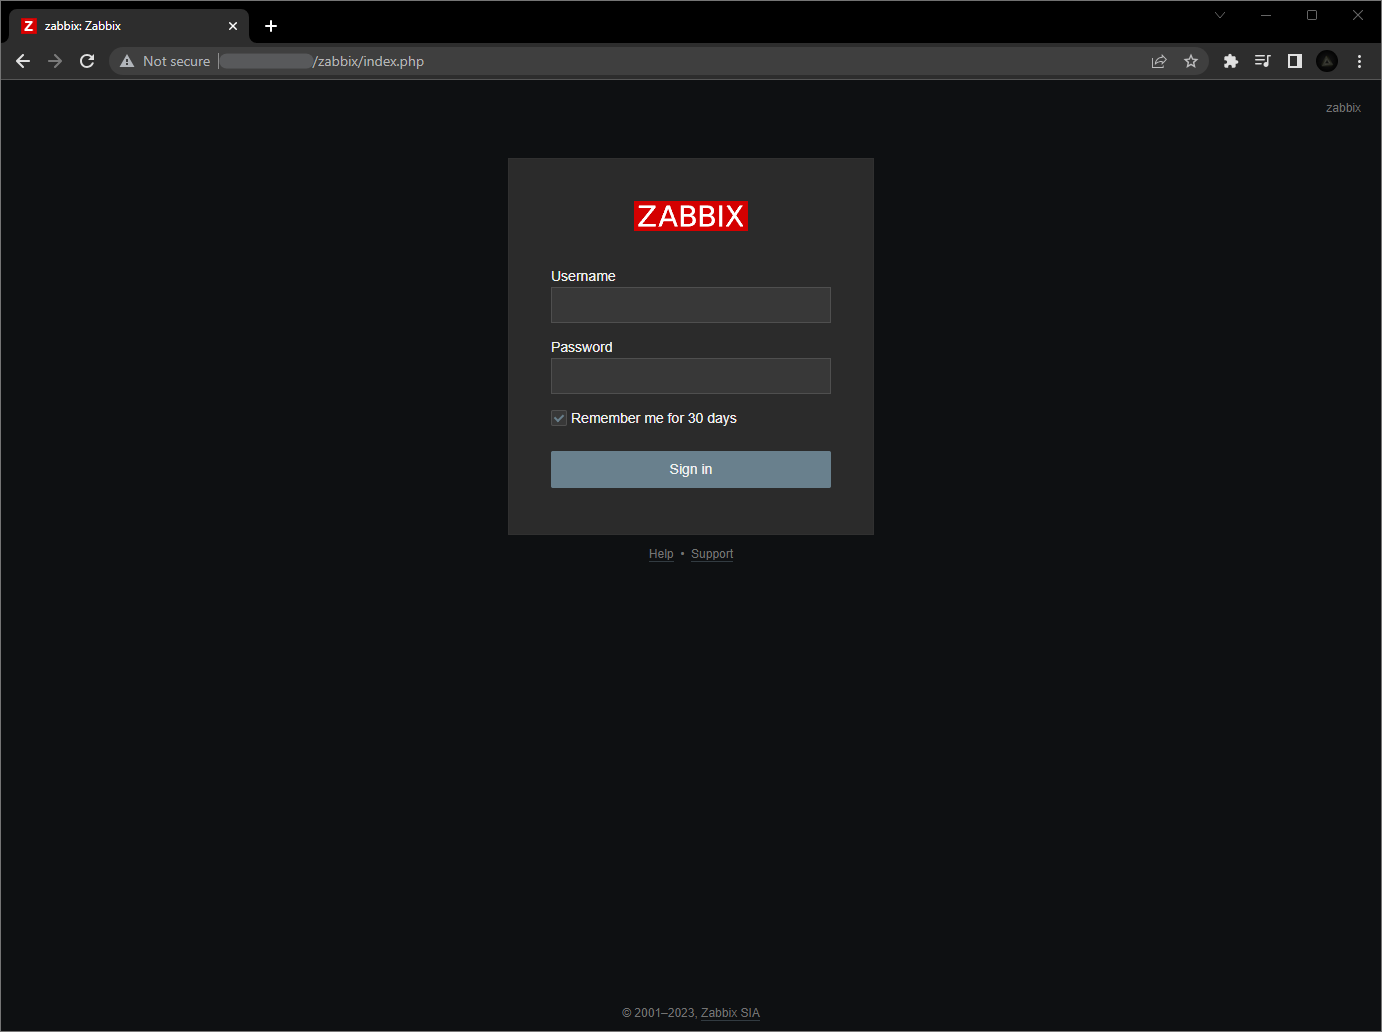 Z zabbix: Zabbix
Not secure /zabbix/index.php
zabbix
ZABBIX
Username
Password
Remember me for 30 days
Sign in
Help • Support
© 2001–2023, Zabbix SIA